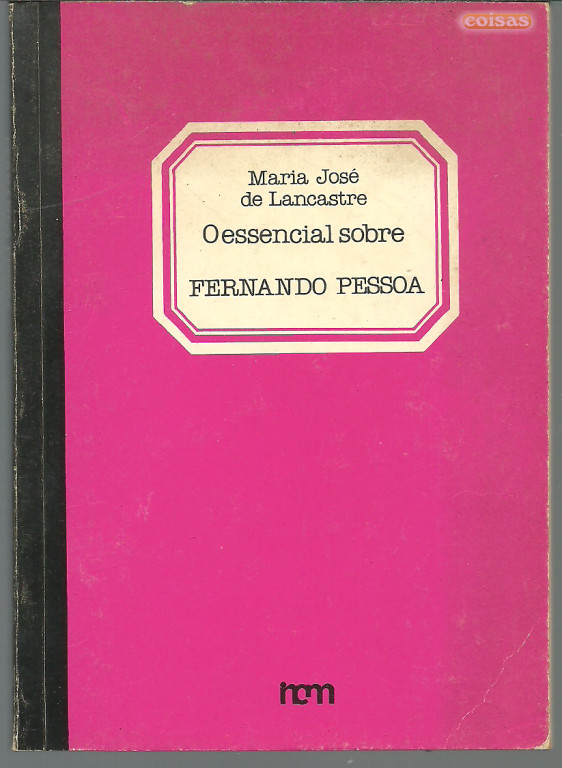 coisas
Maria José
de Lancastre
O essencial sobre
FERNANDO PESSOA
incm